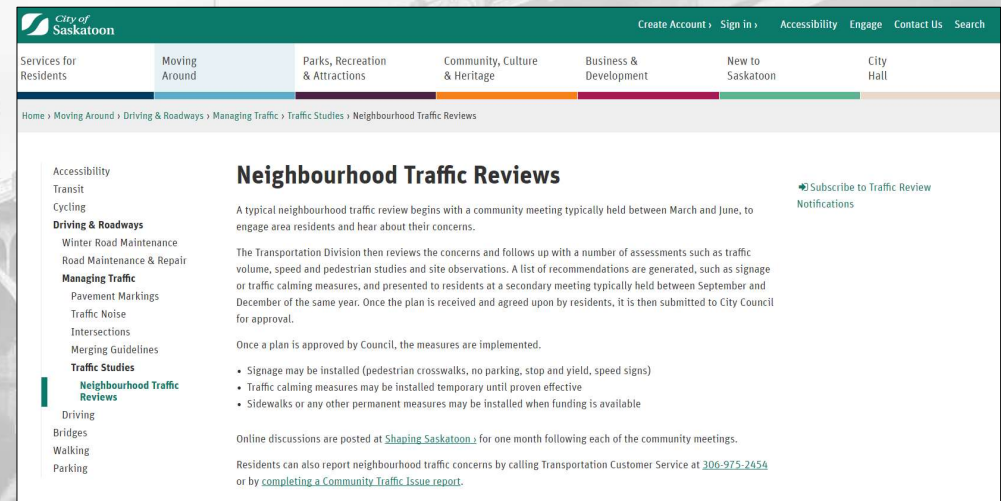 City of
Saskatoon
Create Account › Sign in › Accessibility Engage Contact Us Search
Services for
Residents
Moving
Around
Parks, Recreation
& Attractions
Community, Culture
& Heritage
Business &
Development
New to
Saskatoon
City
Hall
Home › Moving Around › Driving & Roadways › Managing Traffic › Traffic Studies › Neighbourhood Traffic Reviews
Accessibility
Transit
Cycling
Driving & Roadways
Winter Road Maintenance
Road Maintenance & Repair
Managing Traffic
Pavement Markings
Traffic Noise
Intersections
Merging Guidelines
Traffic Studies
Neighbourhood Traffic
Reviews
Driving
Bridges
Walking
Parking
Neighbourhood Traffic Reviews
A typical neighbourhood traffic review begins with a community meeting typically held between March and June, to
engage area residents and hear about their concerns.
The Transportation Division then reviews the concerns and follows up with a number of assessments such as traffic
volume, speed and pedestrian studies and site observations. A list of recommendations are generated, such as signage
or traffic calming measures, and presented to residents at a secondary meeting typically held between September and
December of the same year. Once the plan is received and agreed upon by residents, it is then submitted to City Council
for approval.
Once a plan is approved by Council, the measures are implemented.
• Signage may be installed (pedestrian crosswalks, no parking, stop and yield, speed signs)
• Traffic calming measures may be installed temporary until proven effective
• Sidewalks or any other permanent measures may be installed when funding is available
Online discussions are posted at Shaping Saskatoon › for one month following each of the community meetings.
Residents can also report neighbourhood traffic concerns by calling Transportation Customer Service at 306-975-2454
or by completing a Community Traffic Issue report.
Subscribe to Traffic Review
Notifications